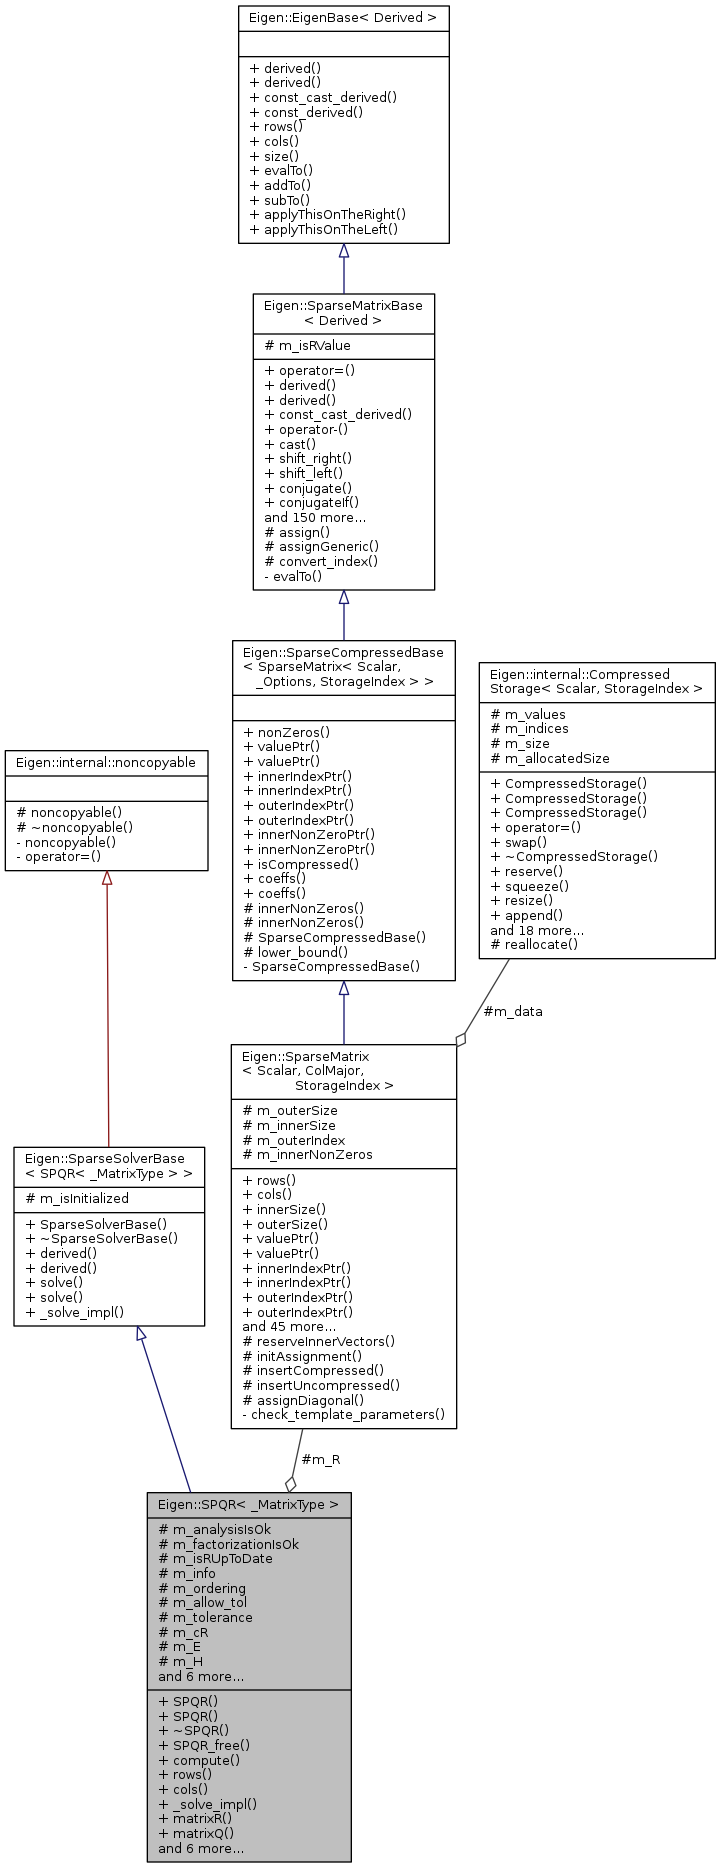 Eigen::EigenBase< Derived >
+ derived()
+ derived()
+ const_cast_derived()
+ const_derived()
+ rows()
+ cols()
+ size()
+ evalTo()
+ addTo()
+ subTo()
+ applyThisOnTheRight()
+ applyThisOnTheLeft()
Eigen::SparseMatrixBase
< Derived >
# m_isRValue
+ operator=()
+ derived()
+ derived()
+ const_cast_derived()
+ operator-()
+ cast()
+ shift_right()
+ shift_left()
+ conjugate()
+ conjugateIf()
and 150 more...
# assign()
# assignGeneric()
# convert_index()
- evalTo()
Eigen::SparseCompressedBase
< SparseMatrix< Scalar,
_Options, StorageIndex > >
+ nonZeros()
+ valuePtr()
+ valuePtr()
+ innerIndexPtr()
+ innerIndexPtr()
+ outerIndexPtr()
+ outerIndexPtr()
+ innerNonZeroPtr()
+ innerNonZeroPtr()
+ isCompressed()
+ coeffs()
+ coeffs()
# innerNonZeros()
# innerNonZeros()
# SparseCompressedBase()
# lower_bound()
- SparseCompressedBase()
Eigen::internal::Compressed
Storage< Scalar, StorageIndex >
# m_values
# m_indices
# m_size
# m_allocatedSize
+ CompressedStorage()
+ CompressedStorage()
+ CompressedStorage()
+ operator=()
+ swap()
+ ~CompressedStorage()
+ reserve()
+ squeeze()
+ resize()
+ append()
and 18 more...
# reallocate()
Eigen::internal::noncopyable
# noncopyable()
# ~noncopyable()
- noncopyable()
- operator=()
#m_data
Eigen::SparseMatrix
< Scalar, ColMajor,
StorageIndex >
# m_outerSize
# m_innerSize
# m_outerIndex
# m_innerNonZeros
+ rows()
+ cols()
+ innerSize()
+ outerSize()
+ valuePtr()
+ valuePtr()
+ innerIndexPtr()
+ innerIndexPtr()
+ outerIndexPtr()
+ outerIndexPtr()
and 45 more...
# reserveInnerVectors()
# initAssignment()
# insertCompressed()
# insertUncompressed()
# assignDiagonal()
- check_template_parameters()
Eigen::SparseSolverBase
< SPQR< _MatrixType > >
# m_isInitialized
+ SparseSolverBase()
+ ~SparseSolverBase()
+ derived()
+ derived()
+ solve()
+ solve()
+ _solve_impl()
#m_R
Eigen::SPQR< _MatrixType >
# m_analysisIsOk
# m_factorizationIsOk
# m_isRUpToDate
# m_info
# m_ordering
# m_allow_tol
# m_tolerance
# m_cR
# m_E
# m_H
and 6 more...
+ SPQR()
+ SPQR()
+ ~SPQR()
+ SPQR_free()
+ compute()
+ rows()
+ cols()
+ _solve_impl()
+ matrixR()
+ matrixQ()
and 6 more...